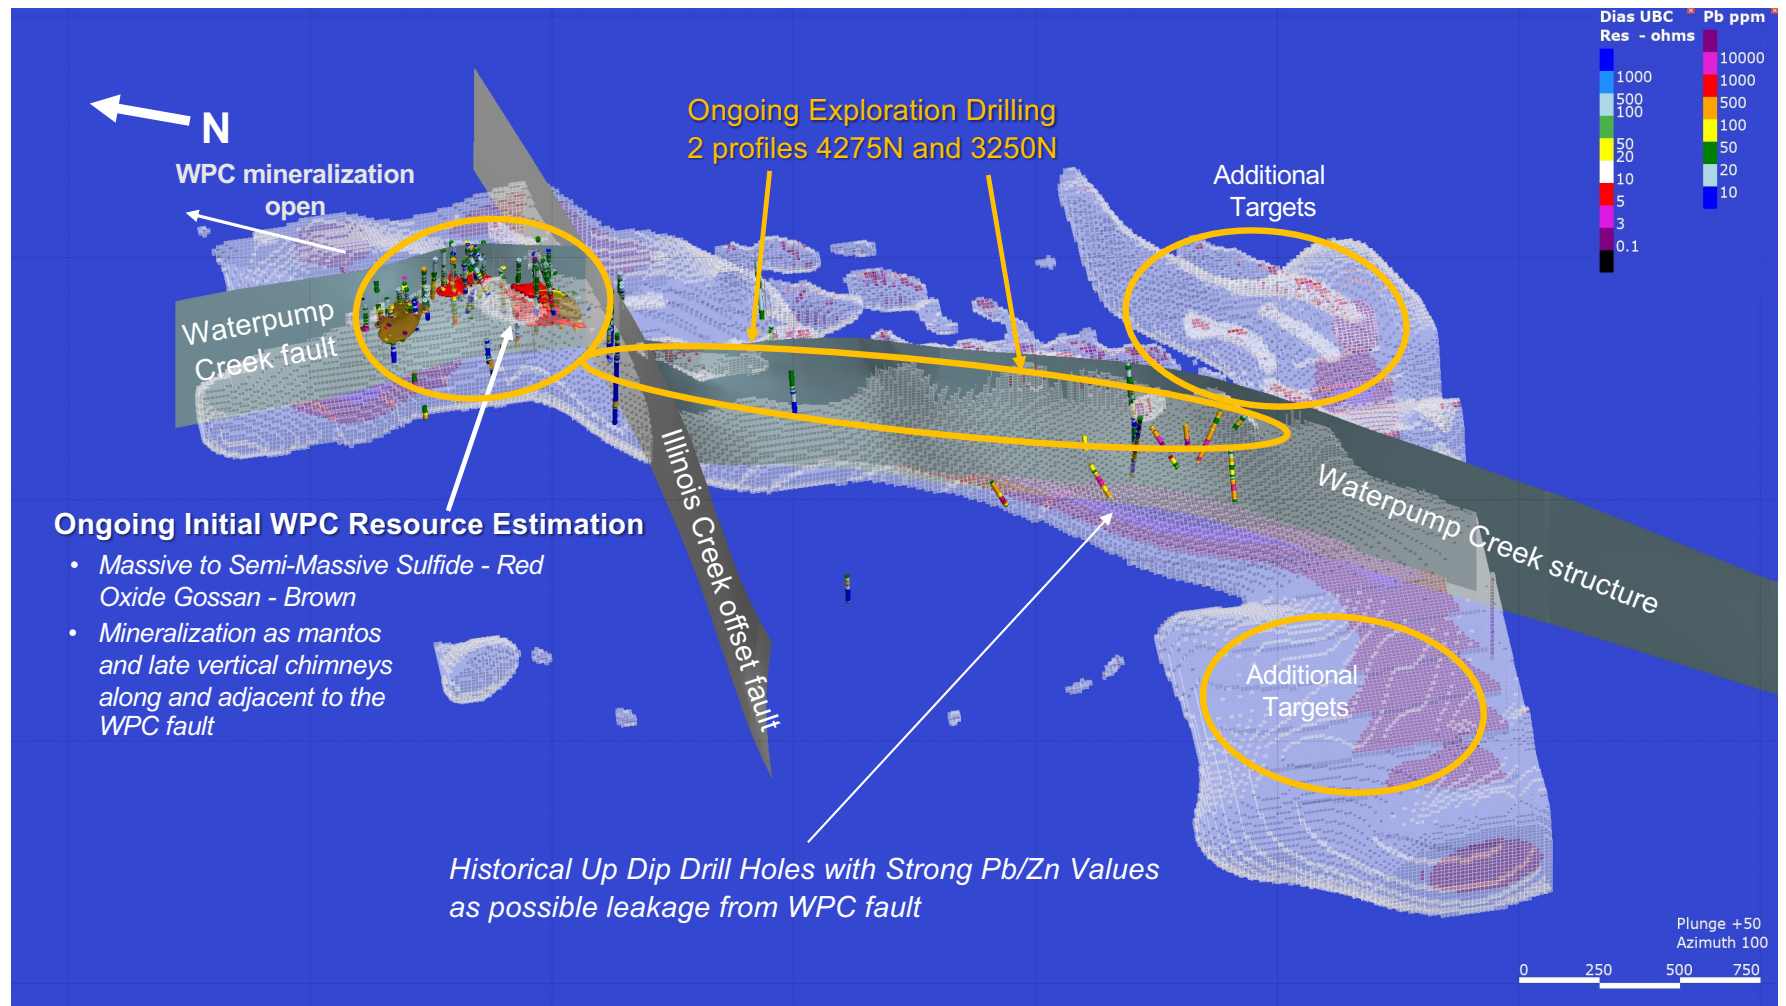 Dias UBC
Res - ohms
1000
500
100
50
20
10
5
3
0.1
Pb ppm
10000
1000
500
100
50
20
10
N
WPC mineralization
open
Ongoing Exploration Drilling
2 profiles 4275N and 3250N
Additional
Targets
Waterpump
Creek fault
Illinois Creek offset fault
Waterpump Creek structure
Ongoing Initial WPC Resource Estimation
• Massive to Semi-Massive Sulfide - Red
Oxide Gossan - Brown
• Mineralization as mantos
and late vertical chimneys
along and adjacent to the
WPC fault
Additional
Targets
Historical Up Dip Drill Holes with Strong Pb/Zn Values
as possible leakage from WPC fault
Plunge +50
Azimuth 100
0 250 500 750